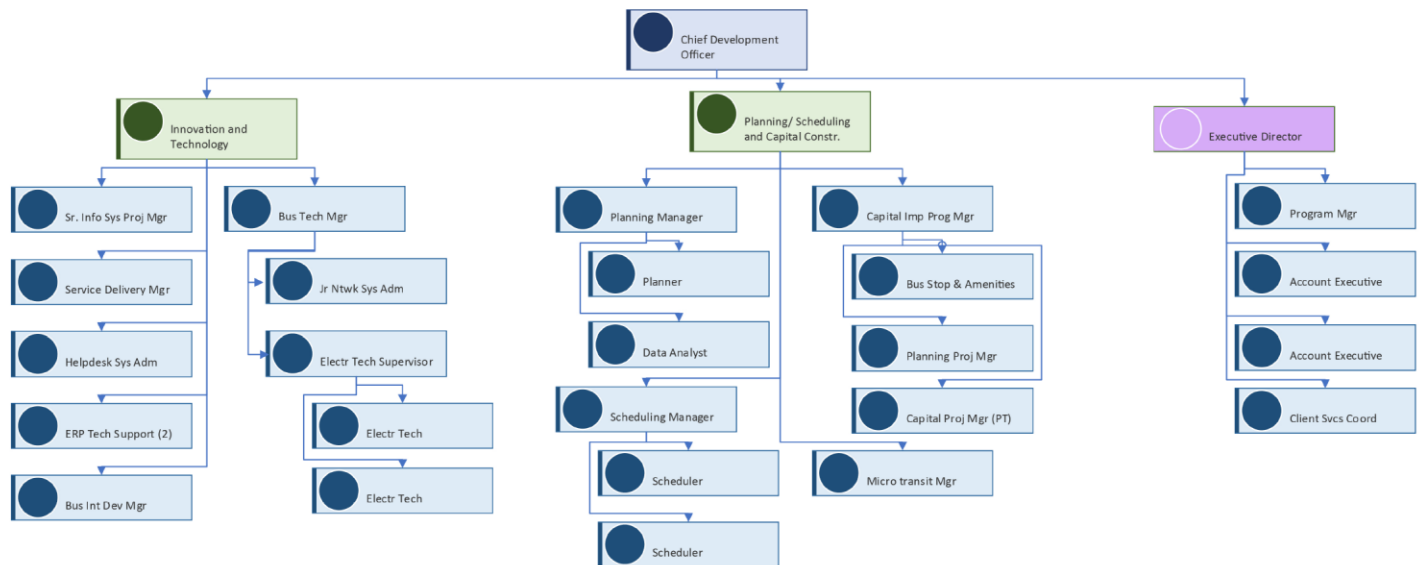 Chief Development
Officer
Innovation and
Technology
Planning/ Scheduling
and Capital Constr.
Executive Director
Sr. Info Sys Proj Mgr
Bus Tech Mgr
Service Delivery Mgr
Jr Ntwk Sys Adm
Helpdesk Sys Adm
Electr Tech Supervisor
ERP Tech Support (2)
Electr Tech
Bus Int Dev Mgr
Electr Tech
Planning Manager
Capital Imp Prog Mgr
Planner
Bus Stop & Amenities
Data Analyst
Planning Proj Mgr
Scheduling Manager
Capital Proj Mgr (PT)
Scheduler
Micro transit Mgr
Scheduler
Program Mgr
Account Executive
Account Executive
Client Svcs Coord